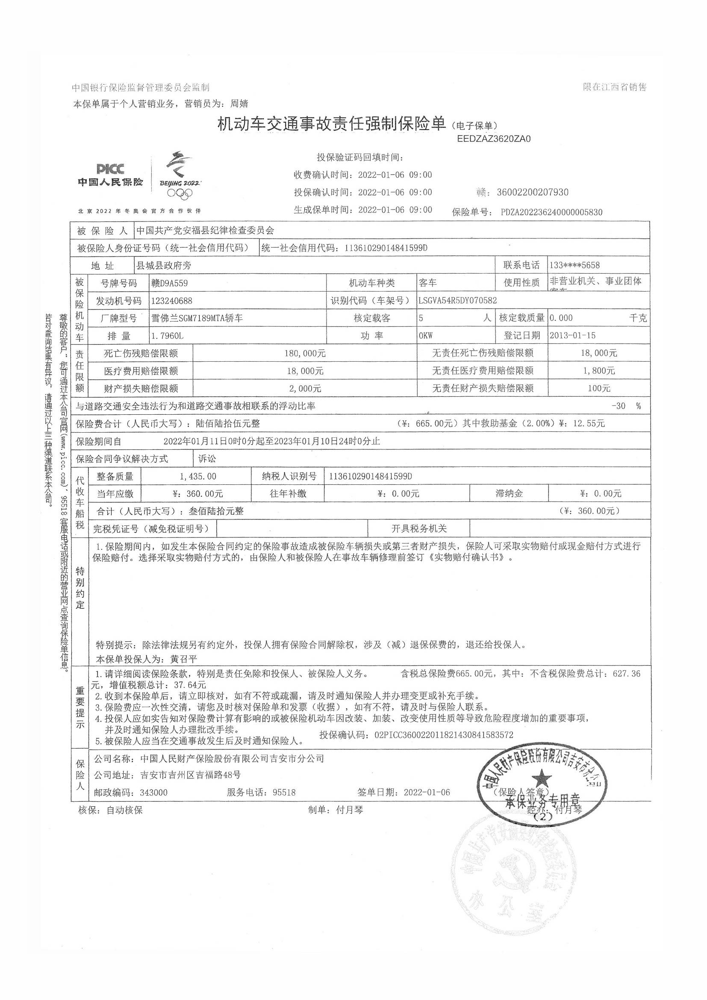 中国银行保险监督管理委员会监制
限在江西省销售
本保单属于个人营销业务，营销员为：周婧
机动车交通事故责任强制保险单（电子保单）
EEDZAZ3620ZA0
PICC
中国人民保险
BEIJING 2022
北京2022年冬奥会官方合作伙伴
投保验证码回填时间：
收费确认时间：2022-01-06 09:00
投保确认时间：2022-01-06 09:00
赣：36002200207930
生成保单时间：2022-01-06 09:00
保险单号：PDZA202236240000005830
被保险人 中国共产党安福县纪律检查委员会
被保险人身份证号码（统一社会信用代码） 统一社会信用代码：11361029014841599D
地址 县城县政府旁 联系电话 133****5658
被保险机动车
号牌号码 赣D9A559 机动车种类 客车 使用性质 非营业机关、事业团体
发动机号码 123240688 识别代码（车架号） LSGVA54R5DY070582
厂牌型号 雪佛兰SGM7189MTA轿车 核定载客 5 人 核定载质量 0.000 千克
排量 1.7960L 功率 0KW 登记日期 2013-01-15
责任限额
死亡伤残赔偿限额 180,000元 无责任死亡伤残赔偿限额 18,000元
医疗费用赔偿限额 18,000元 无责任医疗费用赔偿限额 1,800元
财产损失赔偿限额 2,000元 无责任财产损失赔偿限额 100元
与道路交通安全违法行为和道路交通事故相联系的浮动比率 -30 %
保险费合计（人民币大写）：陆佰陆拾伍元整 （¥：665.00元）其中救助基金（2.00%）¥：12.55元
保险期间自 2022年01月11日0时0分起至2023年01月10日24时0分止
保险合同争议解决方式 诉讼
代收车船税
整备质量 1,435.00 纳税人识别号 11361029014841599D
当年应缴 ¥：360.00元 往年补缴 ¥：0.00元 滞纳金 ¥：0.00元
合计（人民币大写）：叁佰陆拾元整 （¥：360.00元）
完税凭证号（减免税证明号） 开具税务机关
特别约定
1.保险期间内，如发生本保险合同约定的保险事故造成被保险车辆损失或第三者财产损失，保险人可采取实物赔付或现金赔付方式进行
保险赔付。选择采取实物赔付方式的，由保险人和被保险人在事故车辆修理前签订《实物赔付确认书》。
特别提示：除法律法规另有约定外，投保人拥有保险合同解除权，涉及（减）退保保费的，退还给投保人。
本保单投保人为：黄召平
重要提示
1.请详细阅读保险条款，特别是责任免除和投保人、被保险人义务。 含税总保险费665.00元，其中：不含税保险费总计：627.36
元，增值税额总计：37.64元
2.收到本保险单后，请立即核对，如有不符或疏漏，请及时通知保险人并办理变更或补充手续。
3.保险费应一次性交清，请您及时核对保险单和发票（收据），如有不符，请及时与保险人联系。
4.投保人应如实告知对保险费计算有影响的或被保险机动车因改装、加装、改变使用性质等导致危险程度增加的重要事项，
并及时通知保险人办理批改手续。
5.被保险人应当在交通事故发生后及时通知保险人。 投保确认码：02PICC360022011821430841583572
保险人
公司名称：中国人民财产保险股份有限公司吉安市分公司
公司地址：吉安市吉州区吉福路48号
邮政编码：343000 服务电话：95518 签单日期：2022-01-06 （保险人签章）
核保：自动核保 制单：付月琴 经办：付月琴
中国人民财产保险股份有限公司吉安市分公司
承保业务专用章
（2）
中国共产党安福县纪律检查委员会
办公室
尊敬的客户：您可通过本公司官网(www.picc.com)、95518客服电话或附近的营业网点查询保险单信息。
若对查询结果有异议，请通过以上三种渠道联系本公司。